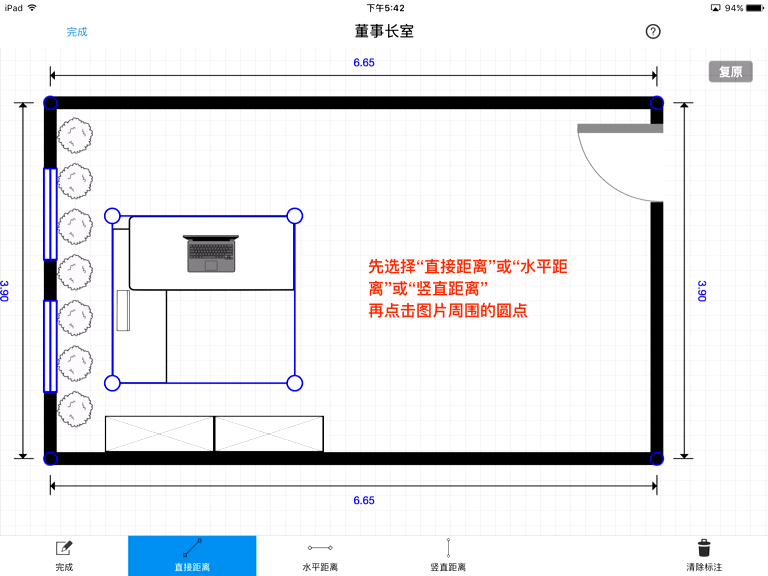 iPad 下午5:42 94%
完成 董事长室 ?
6.65
复原
3.90
3.90
先选择“直接距离”或“水平距
离”或“竖直距离”
再点击图片周围的圆点
6.65
完成 直接距离 水平距离 竖直距离 清除标注